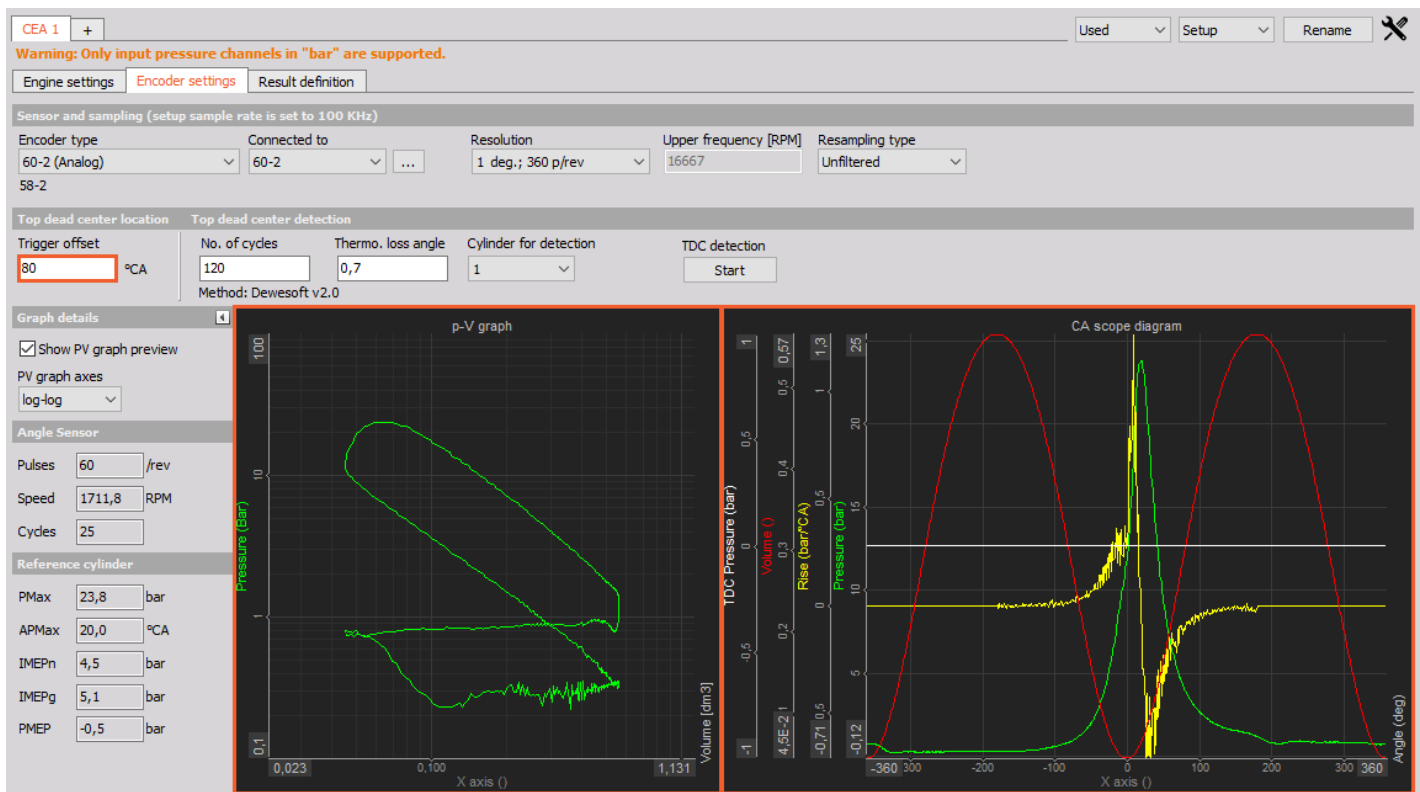 CEA 1 + Used Setup Rename
Warning: Only input pressure channels in "bar" are supported.
Engine settings Encoder settings Result definition
Sensor and sampling (setup sample rate is set to 100 KHz)
Encoder type Connected to Resolution Upper frequency [RPM] Resampling type
60-2 (Analog) 60-2 ... 1 deg.; 360 p/rev 16667 Unfiltered
58-2
Top dead center location Top dead center detection
Trigger offset No. of cycles Thermo. loss angle Cylinder for detection TDC detection
80 ºCA 120 0,7 1 Start
Method: Dewesoft v2.0
Graph details
Show PV graph preview
PV graph axes
log-log
Angle Sensor
Pulses 60 /rev
Speed 1711,8 RPM
Cycles 25
Reference cylinder
PMax 23,8 bar
APMax 20,0 ºCA
IMEPn 4,5 bar
IMEPg 5,1 bar
PMEP -0,5 bar
p-V graph
Pressure (Bar)
100
10
1
0,1
0,023 0,100 1,131
X axis ()
Volume [dm3]
CA scope diagram
TDC Pressure (bar)
1
0,5
0
-0,5
-1
Volume ()
0,57
0,5
0,4
0,3
0,2
4,5E-2 1
Rise (bar/ºCA)
1,3
1
0,5
0
-0,71 0,5
Pressure (bar)
25
20
15
10
5
-0,12
-360 300 -200 -100 0 100 200 300 360
X axis ()
Angle (deg)